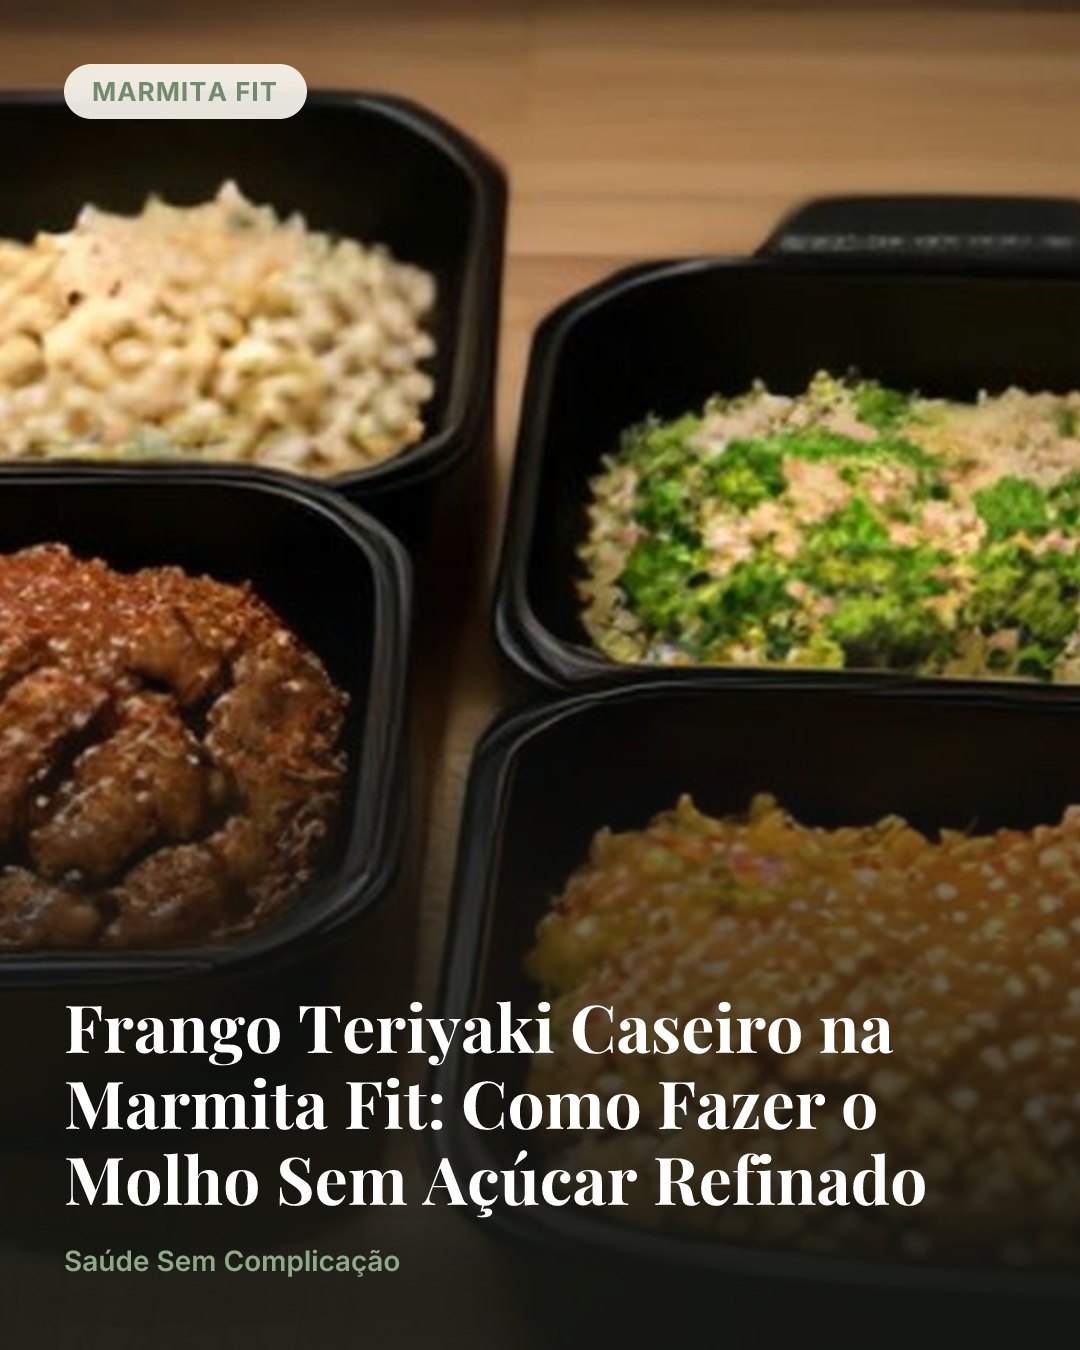 MARMITA FIT
Frango Teriyaki Caseiro na
Marmita Fit: Como Fazer o
Molho Sem Açúcar Refinado
Saúde Sem Complicação